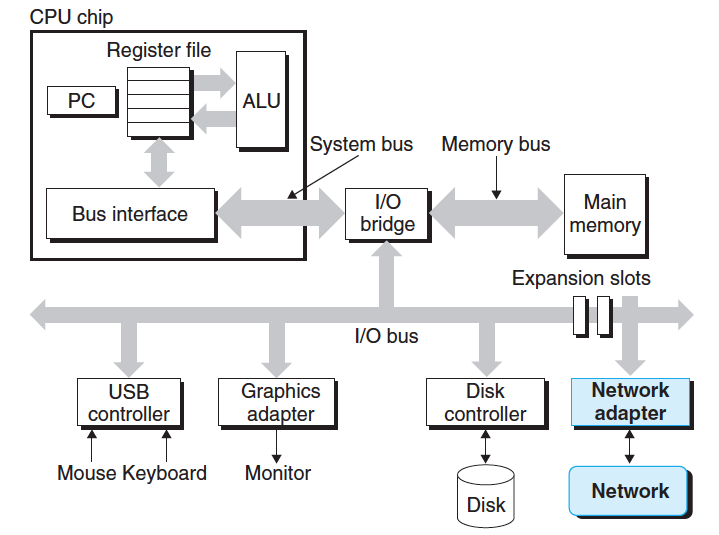 CPU chip
Register file
PC
ALU
System bus
Memory bus
Bus interface
I/O
bridge
Main
memory
Expansion slots
I/O bus
USB
controller
Graphics
adapter
Disk
controller
Network
adapter
Mouse Keyboard
Monitor
Disk
Network